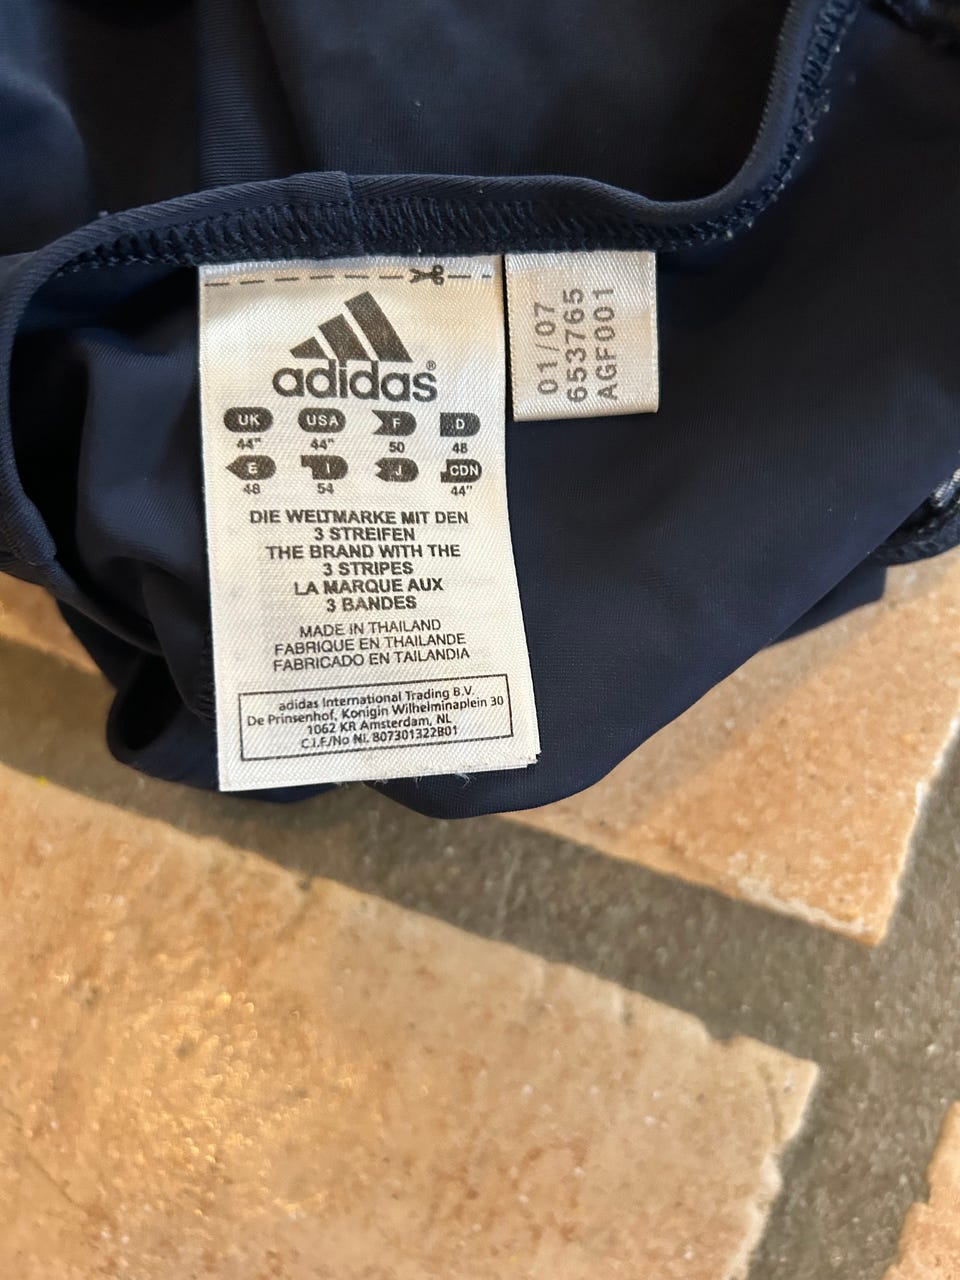 adidas®
UK USA F D
44" 44" 50 48
E I J CDN
48 54 44"
DIE WELTMARKE MIT DEN
3 STREIFEN
THE BRAND WITH THE
3 STRIPES
LA MARQUE AUX
3 BANDES
MADE IN THAILAND
FABRIQUE EN THAILANDE
FABRICADO EN TAILANDIA
adidas International Trading B.V.
De Prinsenhof, Konigin Wilhelminaplein 30
1062 KR Amsterdam, NL
C.I.F./No NL 807301322B01
01/07
653765
AGF001